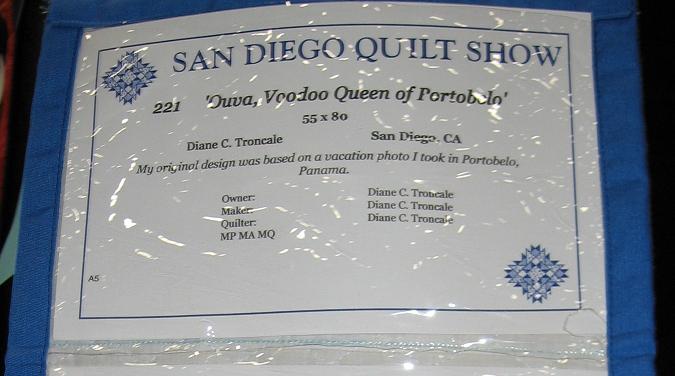 SAN DIEGO QUILT SHOW
221 'Ouva, Voodoo Queen of Portobelo'
55 x 80
Diane C. Troncale San Diego, CA
My original design was based on a vacation photo I took in Portobelo,
Panama.
Owner: Diane C. Troncale
Maker: Diane C. Troncale
Quilter: Diane C. Troncale
MP MA MQ
A5